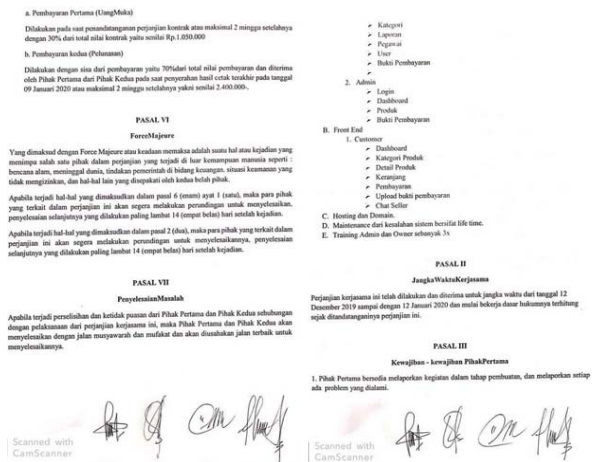 a. Pembayaran Pertama (UangMuka)
Dilakukan pada saat penandatanganan perjanjian kontrak atau maksimal 2 minggu setelahnya
dengan 30% dari total nilai kontrak yaitu senilai Rp.1.050.000
b. Pembayaran kedua (Pelunasan)
Dilakukan dengan sisa dari pembayaran yaitu 70%dari total nilai pembayaran dan diterima
oleh Pihak Pertama dari Pihak Kedua pada saat penyerahan hasil cetak terakhir pada tanggal
09 Januari 2020 atau maksimal 2 minggu setelahnya yakni senilai 2.400.000-.
PASAL VI
ForceMajeure
Yang dimaksud dengan Force Majeure atau keadaan memaksa adalah suatu hal atau kejadian yang
menimpa salah satu pihak dalam perjanjian yang terjadi di luar kemampuan manusia seperti :
bencana alam, meninggal dunia, tindakan pemerintah di bidang keuangan. situasi keamanan yang
tidak mengizinkan, dan hal-hal lain yang disepakati oleh kedua belah pihak.
Apabila terjadi hal-hal yang dimaksudkan dalam pasal 6 (enam) ayat 1 (satu), maka para pihak
yang terkait dalam perjanjian ini akan segera melakukan perundingan untuk menyelesaikan,
penyelesaian selanjutnya yang dilakukan paling lambat 14 (empat belas) hari setelah kejadian.
Apabila terjadi hal-hal yang dimaksudkan dalam pasal 2 (dua), maka para pihak yang terkait dalam
perjanjian ini akan segera melakukan perundingan untuk menyelesaikannya, penyelesaian
selanjutnya yang dilakukan paling lambat 14 (empat belas) hari setelah kejadian.
PASAL VII
PenyelesainMasalah
Apabila terjadi perselisihan dan ketidak puasan dari Pihak Pertama dan Pihak Kedua sehubungan
dengan pelaksanaan dari perjanjian kerjasama ini, maka Pihak Pertama dan Pihak Kedua akan
menyelesaikan dengan jalan musyawarah dan mufakat dan akan diusahakan jalan terbaik untuk
menyelesaikannya.
Scanned with
CamScanner
➢ Kategori
➢ Laporan
➢ Pegawai
➢ User
➢ Bukti Pembayaran
➢
2. Admin
➢ Login
➢ Dashboard
➢ Produk
➢ Bukti Pembayaran
B. Front End
1. Customer
➢ Dashboard
➢ Kategori Produk
➢ Detail Produk
➢ Keranjang
➢ Pembayaran
➢ Upload bukti pembayaran
➢ Chat Seller
C. Hosting dan Domain.
D. Maintenance dari kesalahan sistem bersifat life time.
E. Training Admin dan Owner sebanyak 3x
PASAL II
JangkaWaktuKerjasama
Perjanjian kerjasama ini telah dilakukan dan diterima untuk jangka waktu dari tanggal 12
Desember 2019 sampai dengan 12 Januari 2020 dan mulai bekerja dasar hukumnya terhitung
sejak ditandatanganinya perjanjian ini.
PASAL III
Kewajiban - kewajiban PihakPertama
1. Pihak Pertama bersedia melaporkan kegiatan dalam tahap pembuatan, dan melaporkan setiap
ada problem yang dialami.
Scanned with
CamScanner